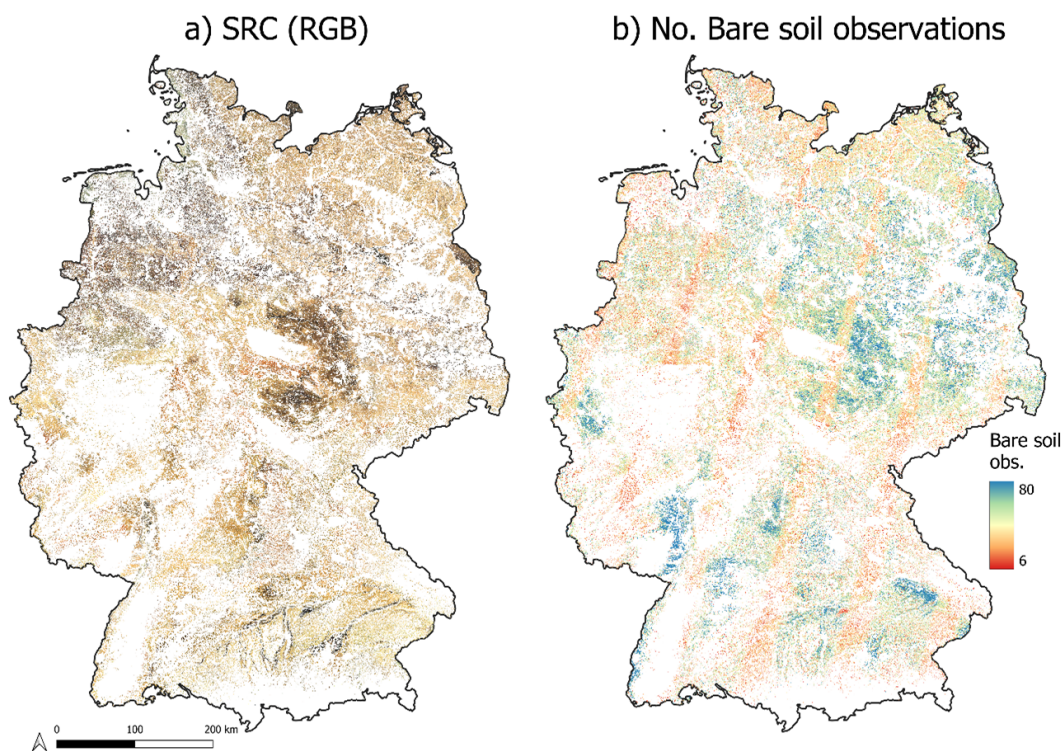 a) SRC (RGB)
b) No. Bare soil observations
Bare soil
obs.
80
6
0
100
200 km